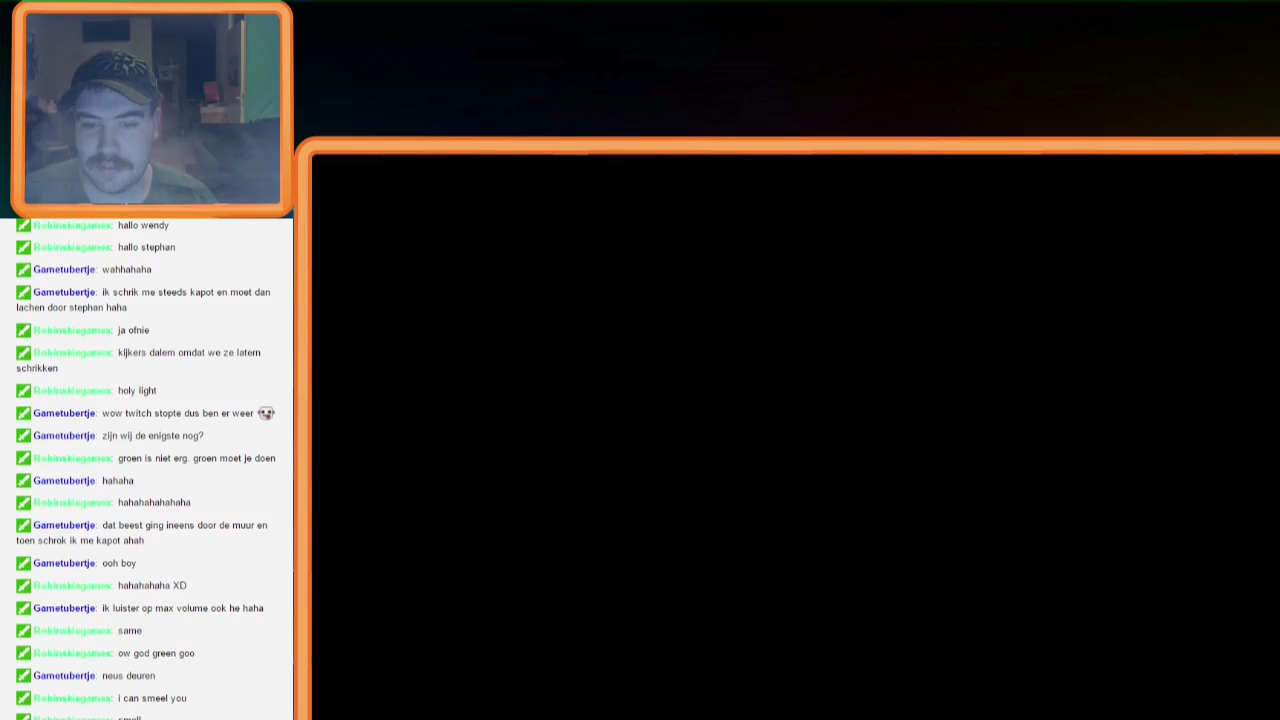 Robinskiegames: hallo wendy
Robinskiegames: hallo stephan
Gametubertje: wahhahaha
Gametubertje: ik schrik me steeds kapot en moet dan
lachen door stephan haha
Robinskiegames: ja ofnie
Robinskiegames: kijkers dalem omdat we ze latem
schrikken
Robinskiegames: holy light
Gametubertje: wow twitch stopte dus ben er weer
Gametubertje: zijn wij de enigste nog?
Robinskiegames: groen is niet erg. groen moet je doen
Gametubertje: hahaha
Robinskiegames: hahahahahahaha
Gametubertje: dat beest ging ineens door de muur en
toen schrok ik me kapot ahah
Gametubertje: ooh boy
Robinskiegames: hahahahaha XD
Gametubertje: ik luister op max volume ook he haha
Robinskiegames: same
Robinskiegames: ow god green goo
Gametubertje: neus deuren
Robinskiegames: i can smeel you
Robinskiegames: smell